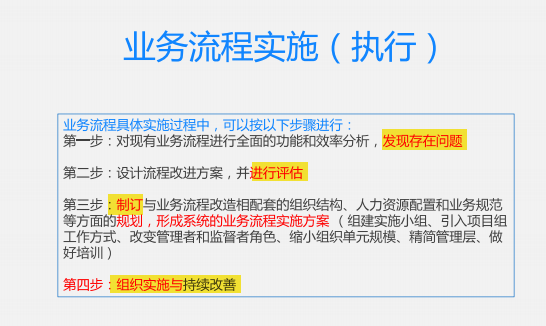 业务流程实施（执行）
业务流程具体实施过程中，可以按以下步骤进行：
第一步：对现有业务流程进行全面的功能和效率分析，发现存在问题
第二步：设计流程改进方案，并进行评估
第三步：制订与业务流程改造相配套的组织结构、人力资源配置和业务规范
等方面的规划，形成系统的业务流程实施方案（组建实施小组、引入项目组
工作方式、改变管理者和监督者角色、缩小组织单元规模、精简管理层、做
好培训）
第四步：组织实施与持续改善